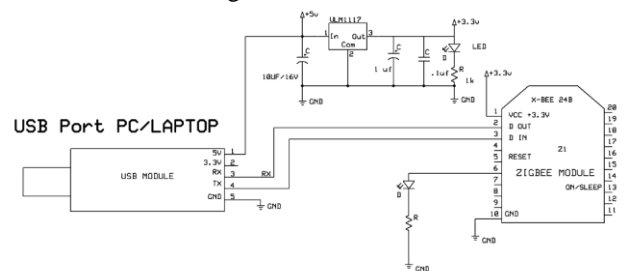 +5v
ULM1117
+3.3v
1 In Out 3
Com
2
C
10UF/16V
C
1 uf
C
.1uf
D LED
R
1k
GND
GND
+3.3v
X-BEE 24B
1 VCC +3.3V
2 D OUT
3 D IN
4
5 RESET
6
7
8
9
10 GND
Z1
ZIGBEE MODULE
ON/SLEEP
20
19
18
17
16
15
14
13
12
11
USB Port PC/LAPTOP
USB MODULE
5V 1
3.3V 2
RX 3 RX
TX 4
GND 5
GND
D
R
GND
GND